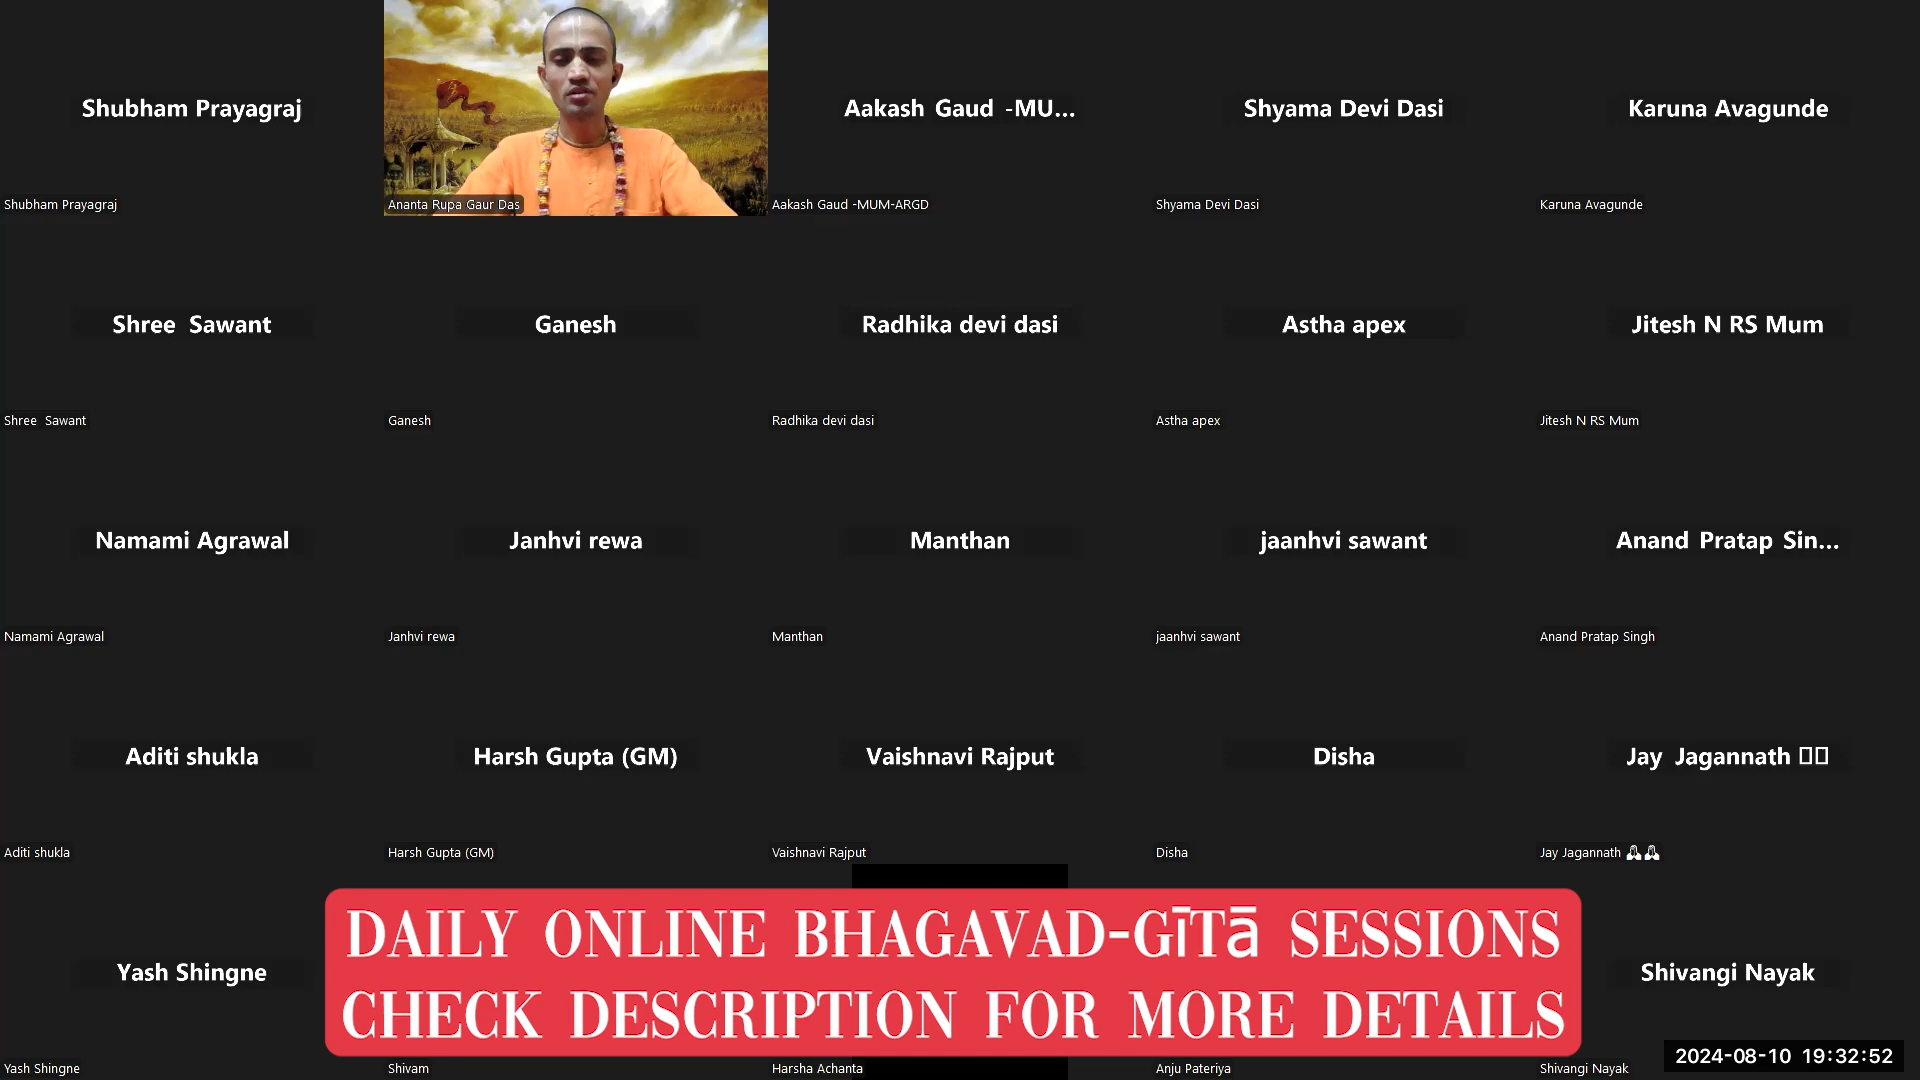 Shubham Prayagraj
Shubham Prayagraj
Ananta Rupa Gaur Das
Aakash Gaud -MU...
Aakash Gaud -MUM-ARGD
Shyama Devi Dasi
Shyama Devi Dasi
Karuna Avagunde
Karuna Avagunde
Shree Sawant
Shree Sawant
Ganesh
Ganesh
Radhika devi dasi
Radhika devi dasi
Astha apex
Astha apex
Jitesh N RS Mum
Jitesh N RS Mum
Namami Agrawal
Namami Agrawal
Janhvi rewa
Janhvi rewa
Manthan
Manthan
jaanhvi sawant
jaanhvi sawant
Anand Pratap Sin...
Anand Pratap Singh
Aditi shukla
Aditi shukla
Harsh Gupta (GM)
Harsh Gupta (GM)
Vaishnavi Rajput
Vaishnavi Rajput
Disha
Disha
Jay Jagannath
Jay Jagannath
Yash Shingne
Yash Shingne
DAILY ONLINE BHAGAVAD-GīTā SESSIONS
CHECK DESCRIPTION FOR MORE DETAILS
Shivam
Harsha Achanta
Anju Pateriya
Shivangi Nayak
Shivangi Nayak
2024-08-10 19:32:52